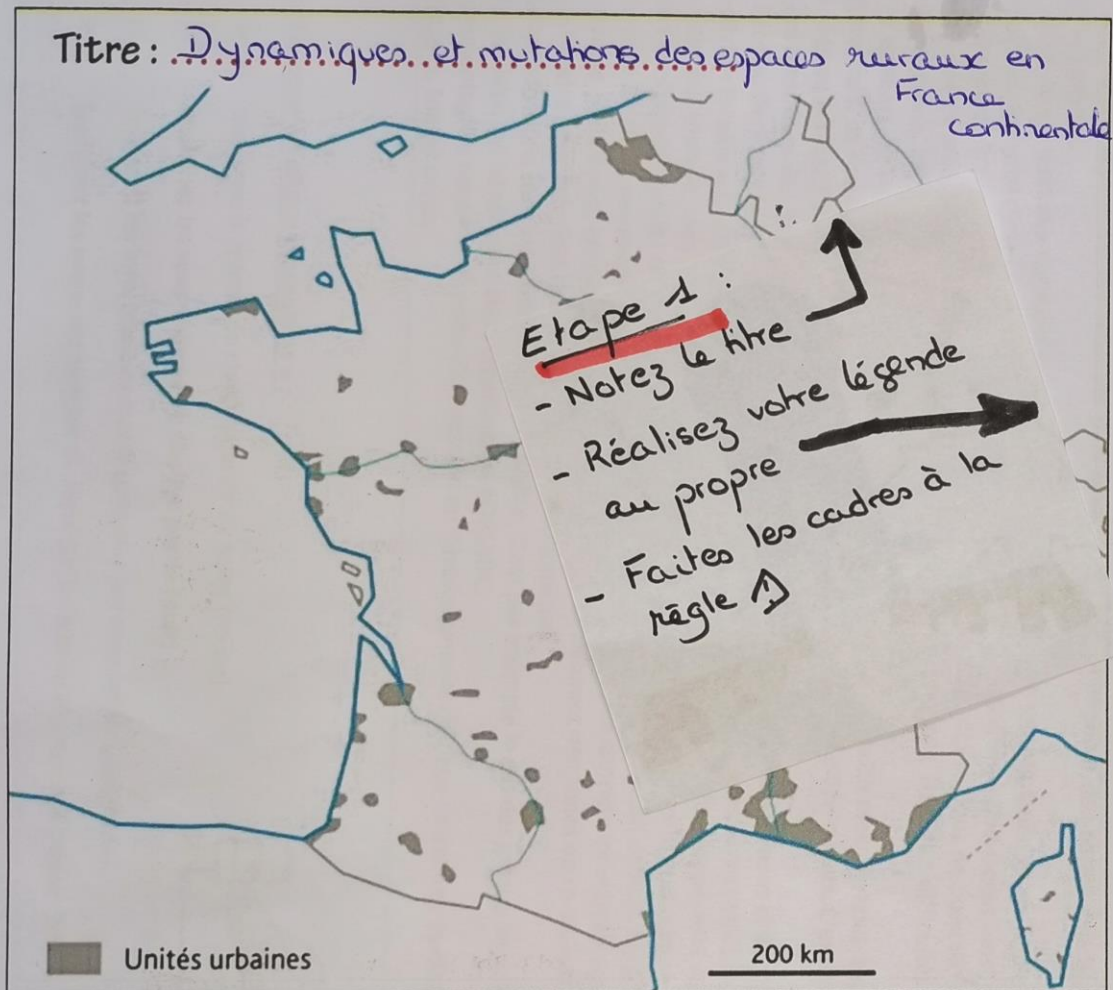 Titre : Dynamiques et mutations des espaces ruraux en
France
continentale
Etape 1 :
- Notez le titre
- Réalisez votre légende
au propre
- Faites les cadres à la
règle
Unités urbaines
200 km